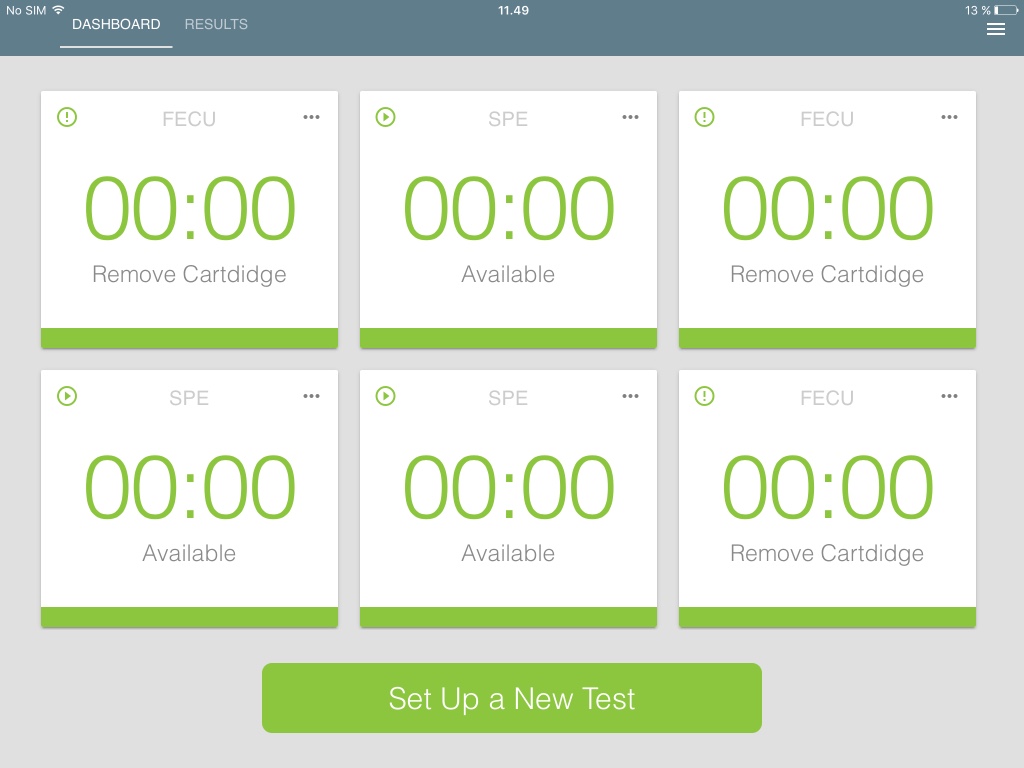 No SIM 11.49 13 %
DASHBOARD RESULTS
FECU SPE FECU
00:00 00:00 00:00
Remove Cartdidge Available Remove Cartdidge
SPE SPE FECU
00:00 00:00 00:00
Available Available Remove Cartdidge
Set Up a New Test